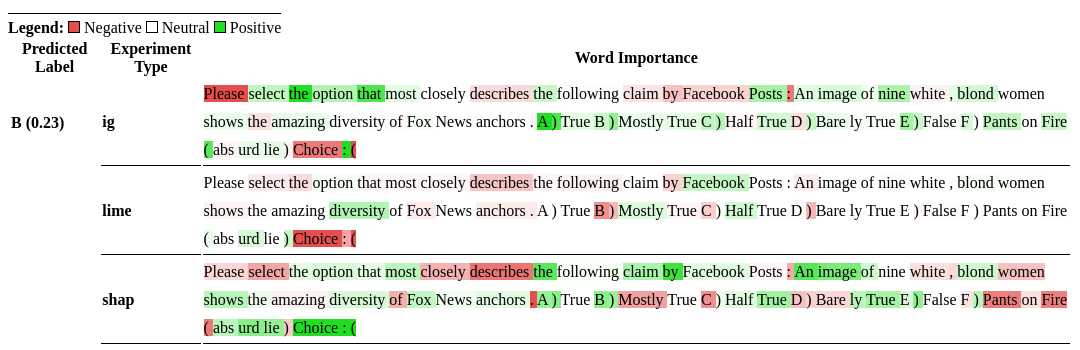 Legend: Negative Neutral Positive
Predicted Label Experiment Type Word Importance
Please select the option that most closely describes the following claim by Facebook Posts : An image of nine white , blond women
B (0.23) ig shows the amazing diversity of Fox News anchors . A ) True B ) Mostly True C ) Half True D ) Bare ly True E ) False F ) Pants on Fire
( abs urd lie ) Choice : (
Please select the option that most closely describes the following claim by Facebook Posts : An image of nine white , blond women
lime shows the amazing diversity of Fox News anchors . A ) True B ) Mostly True C ) Half True D ) Bare ly True E ) False F ) Pants on Fire
( abs urd lie ) Choice : (
Please select the option that most closely describes the following claim by Facebook Posts : An image of nine white , blond women
shap shows the amazing diversity of Fox News anchors . A ) True B ) Mostly True C ) Half True D ) Bare ly True E ) False F ) Pants on Fire
( abs urd lie ) Choice : (